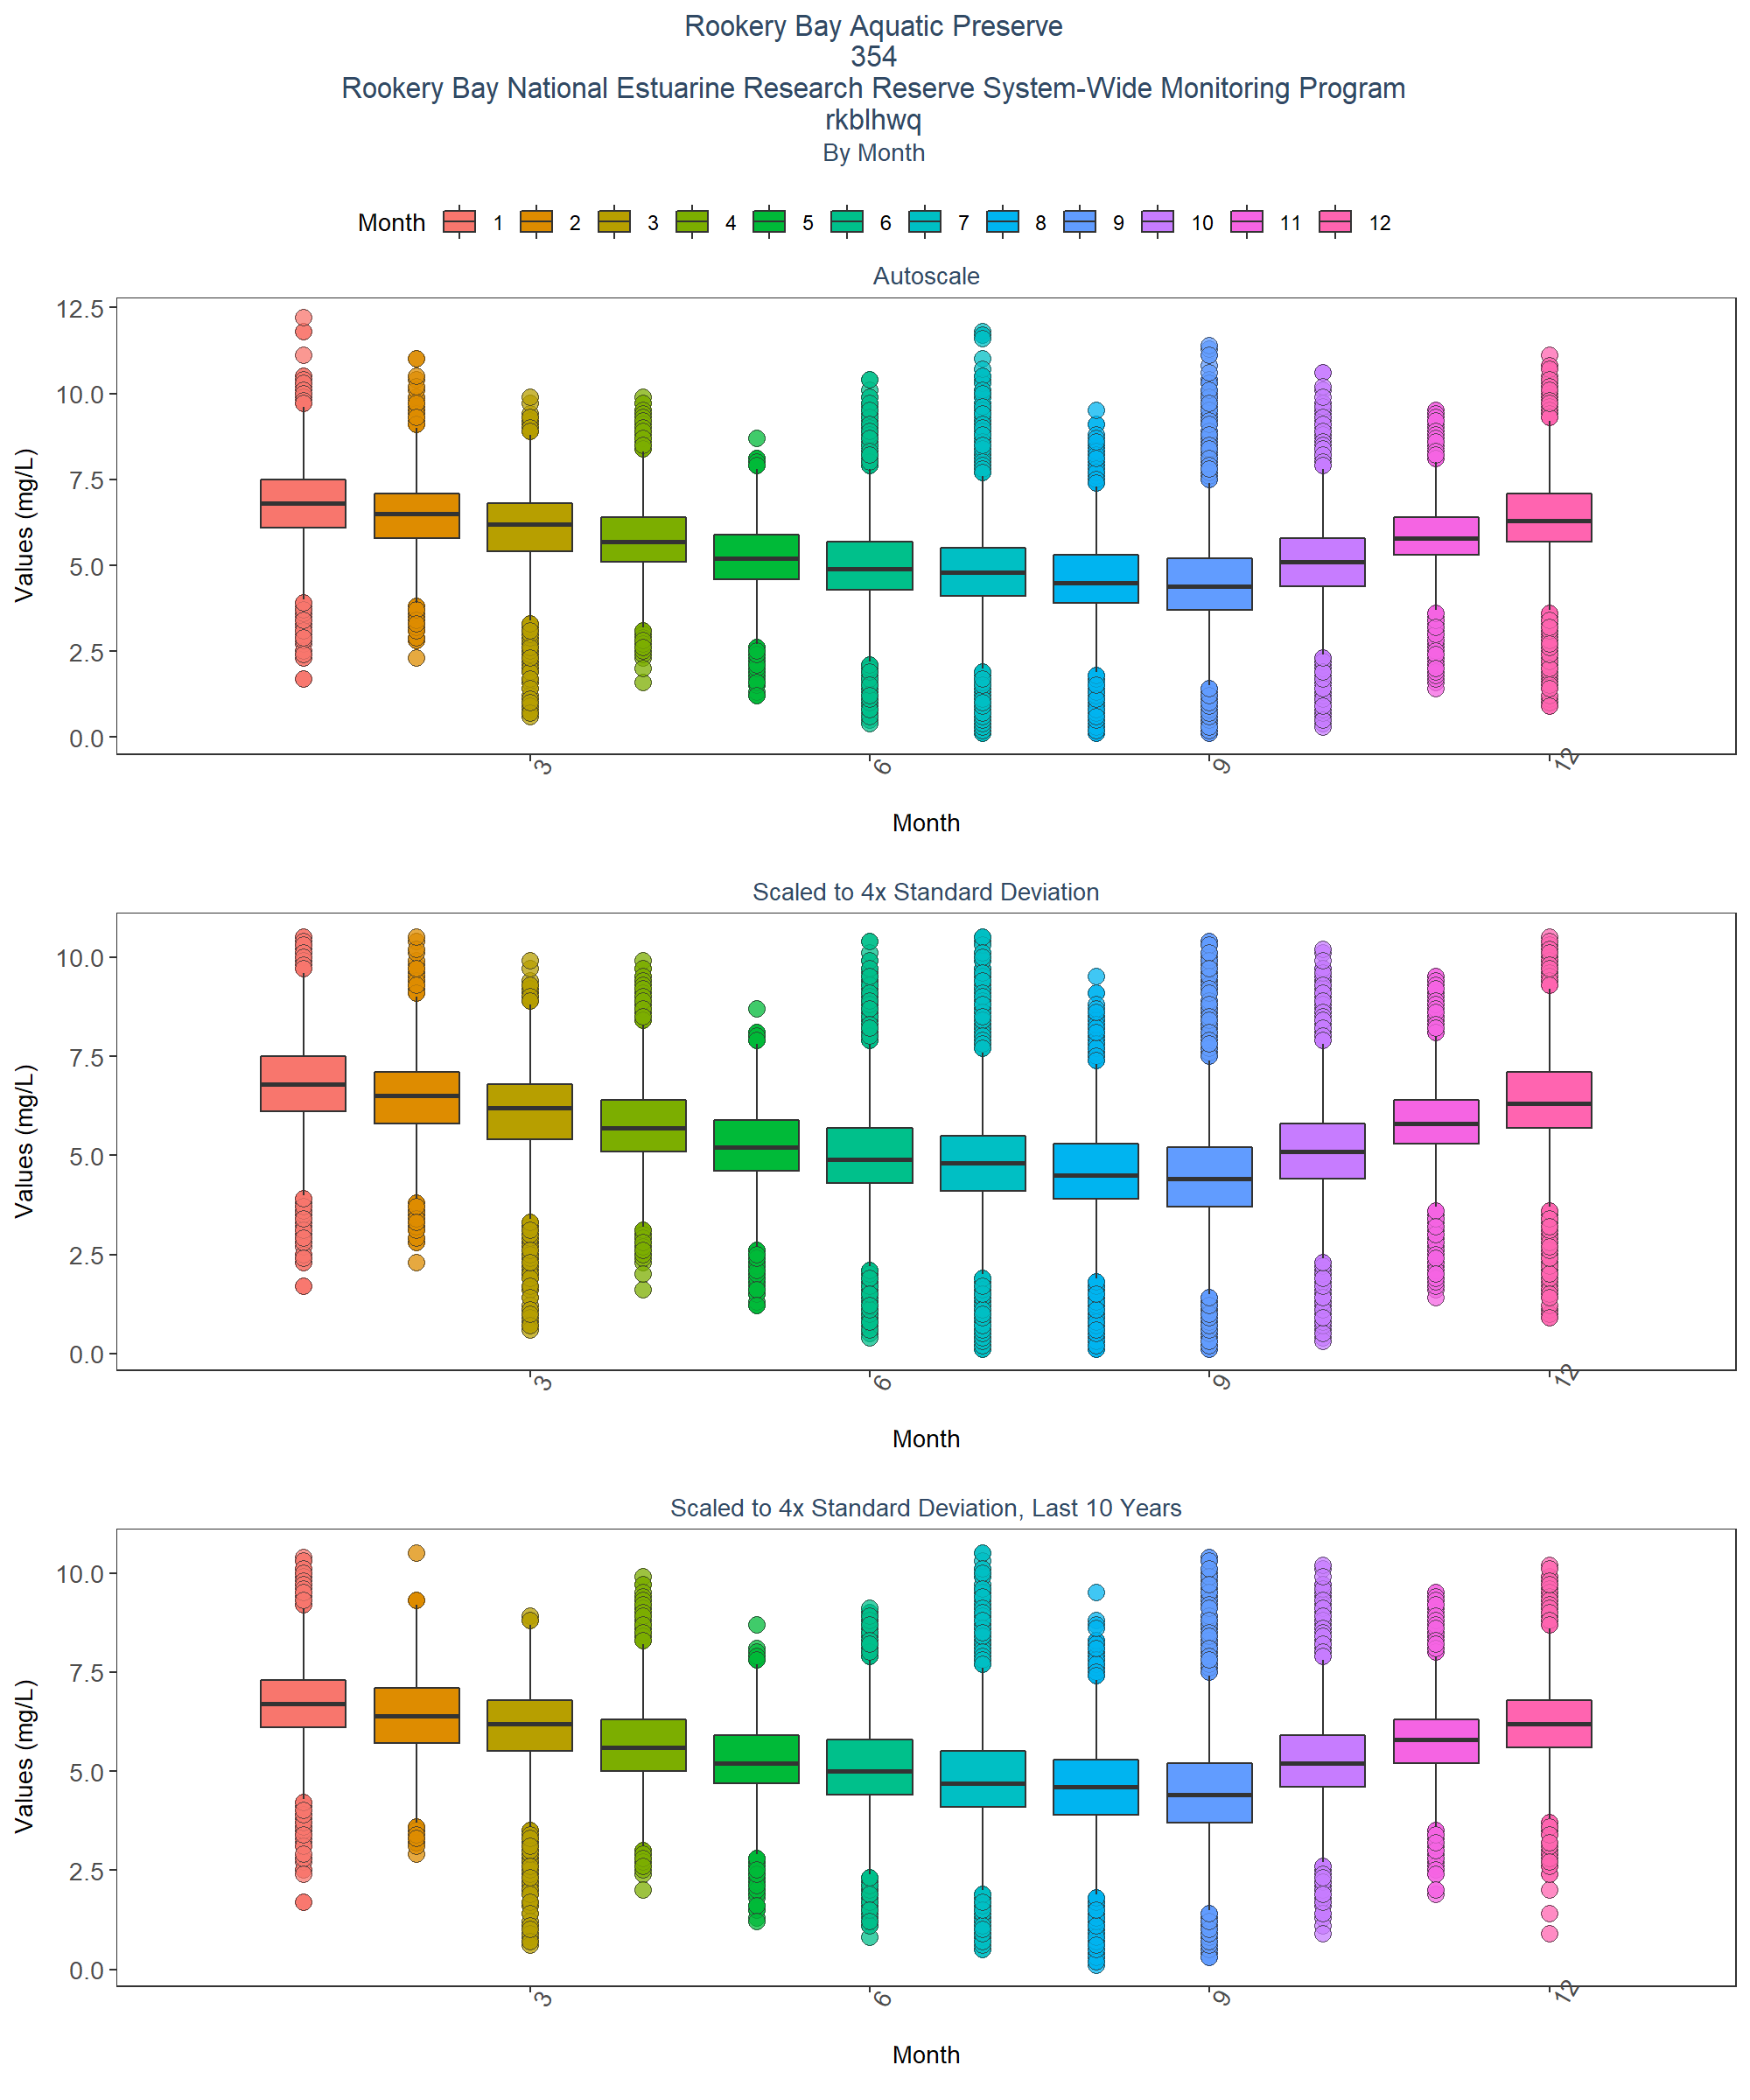 Rookery Bay Aquatic Preserve
354
Rookery Bay National Estuarine Research Reserve System-Wide Monitoring Program
rkblhwq
By Month
Month 1 2 3 4 5 6 7 8 9 10 11 12
Autoscale
Values (mg/L)
12.5
10.0
7.5
5.0
2.5
0.0
3 6 9 12
Month
Scaled to 4x Standard Deviation
Values (mg/L)
10.0
7.5
5.0
2.5
0.0
3 6 9 12
Month
Scaled to 4x Standard Deviation, Last 10 Years
Values (mg/L)
10.0
7.5
5.0
2.5
0.0
3 6 9 12
Month